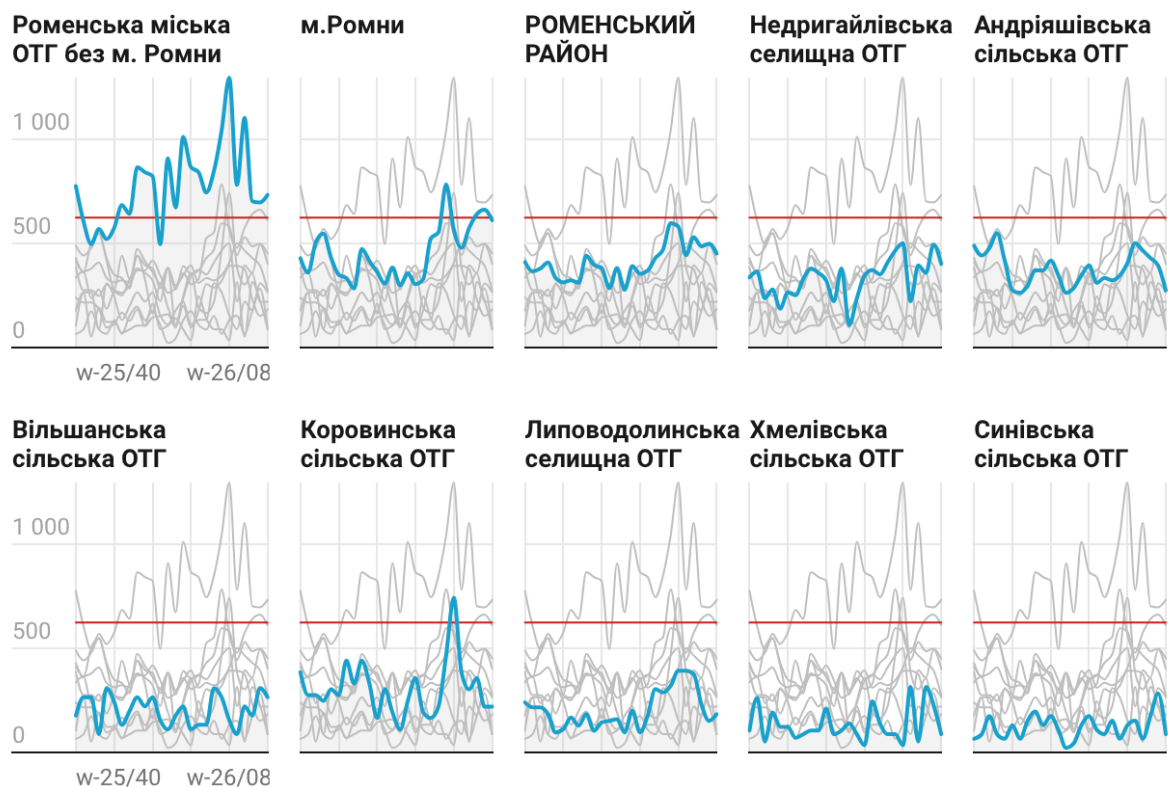 Роменська міська
ОТГ без м. Ромни
м.Ромни
РОМЕНСЬКИЙ
РАЙОН
Недригайлівська
селищна ОТГ
Андріяшівська
сільська ОТГ
1 000
500
0
w-25/40
w-26/08
Вільшанська
сільська ОТГ
Коровинська
сільська ОТГ
Липоводолинська
селищна ОТГ
Хмелівська
сільська ОТГ
Синівська
сільська ОТГ
1 000
500
0
w-25/40
w-26/08